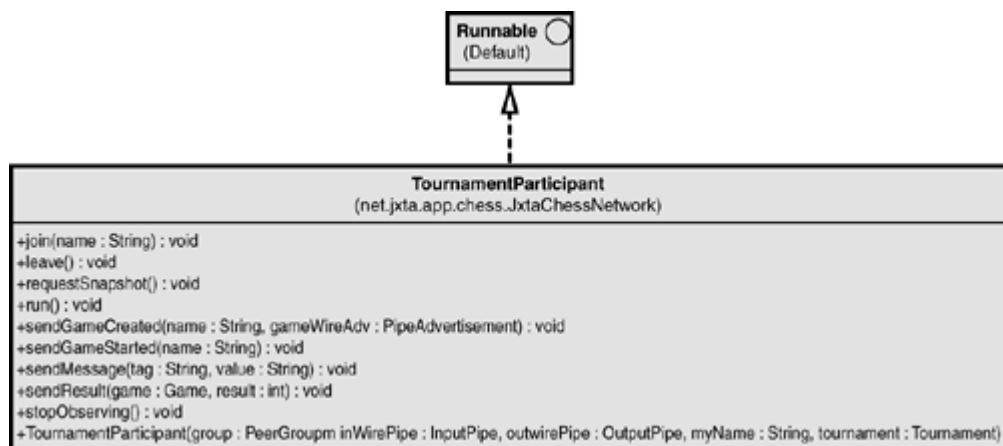 Runnable
(Default)
TournamentParticipant
(net.jxta.app.chess.JxtaChessNetwork)
+join(name : String) : void
+leave() : void
+requestSnapshot() : void
+run() : void
+sendGameCreated(name : String, gameWireAdv : PipeAdvertisement) : void
+sendGameStarted(name : String) : void
+sendMessage(tag : String, value : String) : void
+sendResult(game : Game, result : int) : void
+stopObserving() : void
+TournamentParticipant(group : PeerGroupm inWirePipe : InputPipe, outwirePipe : OutputPipe, myName : String, tournament : Tournament)